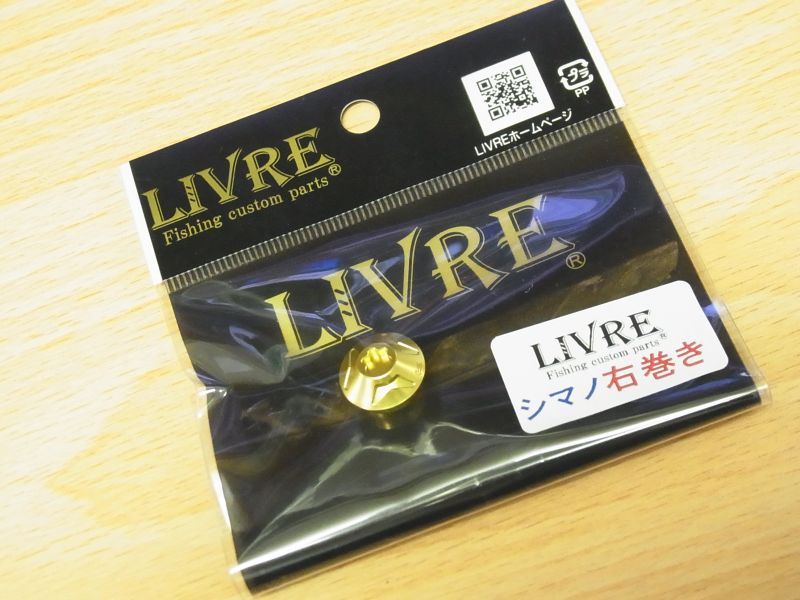 LIVRE
Fishing custom parts®
LIVREホームページ
プラ
PP
LIVRE®
LIVRE®
Fishing custom parts
シマノ右巻き